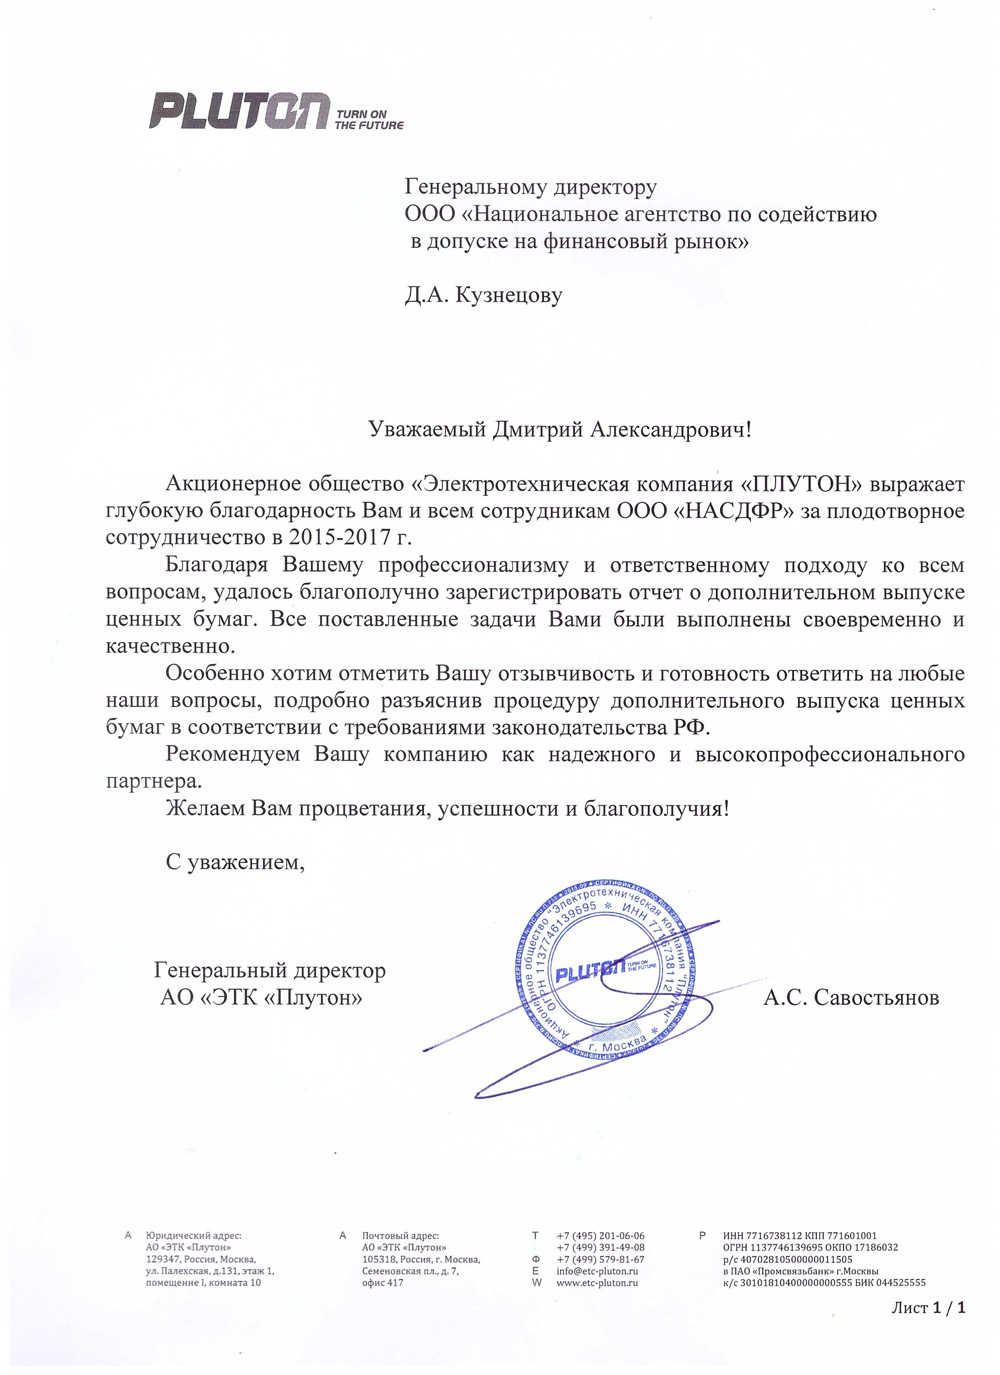 PLUTON TURN ON
THE FUTURE
Генеральному директору
ООО «Национальное агентство по содействию
в допуске на финансовый рынок»
Д.А. Кузнецову
Уважаемый Дмитрий Александрович!
Акционерное общество «Электротехническая компания «ПЛУТОН» выражает
глубокую благодарность Вам и всем сотрудникам ООО «НАСДФР» за плодотворное
сотрудничество в 2015-2017 г.
Благодаря Вашему профессионализму и ответственному подходу ко всем
вопросам, удалось благополучно зарегистрировать отчет о дополнительном выпуске
ценных бумаг. Все поставленные задачи Вами были выполнены своевременно и
качественно.
Особенно хотим отметить Вашу отзывчивость и готовность ответить на любые
наши вопросы, подробно разъяснив процедуру дополнительного выпуска ценных
бумаг в соответствии с требованиями законодательства РФ.
Рекомендуем Вашу компанию как надежного и высокопрофессионального
партнера.
Желаем Вам процветания, успешности и благополучия!
С уважением,
Генеральный директор
АО «ЭТК «Плутон»
Акционерное общество "Электротехническая компания "Плутон"
* г. Москва *
ОГРН 1137746139695 * ИНН 7716738112
PLUTON TURN ON
THE FUTURE
А.С. Савостьянов
А Юридический адрес:
АО «ЭТК «Плутон»
129347, Россия, Москва,
ул. Палехская, д.131, этаж 1,
помещение I, комната 10
А Почтовый адрес:
АО «ЭТК «Плутон»
105318, Россия, г. Москва,
Семеновская пл., д. 7,
офис 417
Т +7 (495) 201-06-06
+7 (499) 391-49-08
Ф +7 (499) 579-81-67
E info@etc-pluton.ru
W www.etc-pluton.ru
Р ИНН 7716738112 КПП 771601001
ОГРН 1137746139695 ОКПО 17186032
р/с 40702810500000011505
в ПАО «Промсвязьбанк» г.Москвы
к/с 30101810400000000555 БИК 044525555
Лист 1 / 1